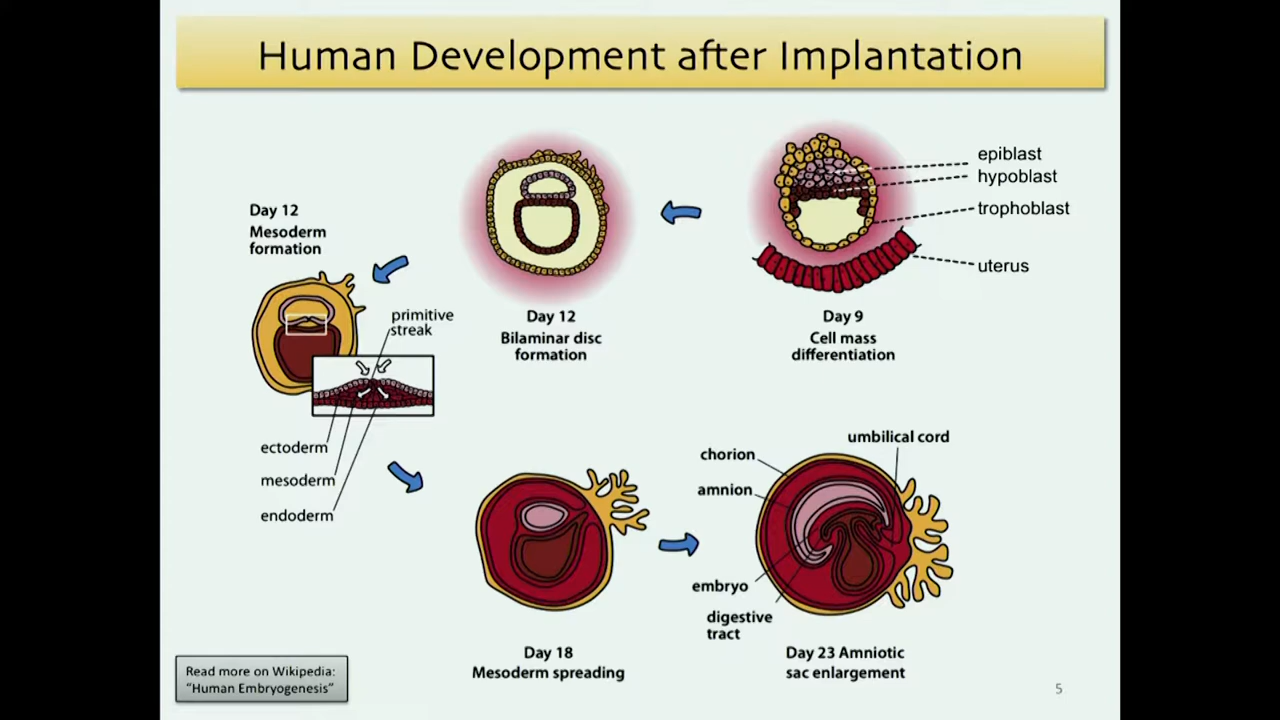 Human Development after Implantation
epiblast
hypoblast
trophoblast
uterus
Day 9
Cell mass
differentiation
Day 12
Bilaminar disc
formation
Day 12
Mesoderm
formation
primitive
streak
ectoderm
mesoderm
endoderm
Day 18
Mesoderm spreading
umbilical cord
chorion
amnion
embryo
digestive
tract
Day 23 Amniotic
sac enlargement
Read more on Wikipedia:
“Human Embryogenesis”
5